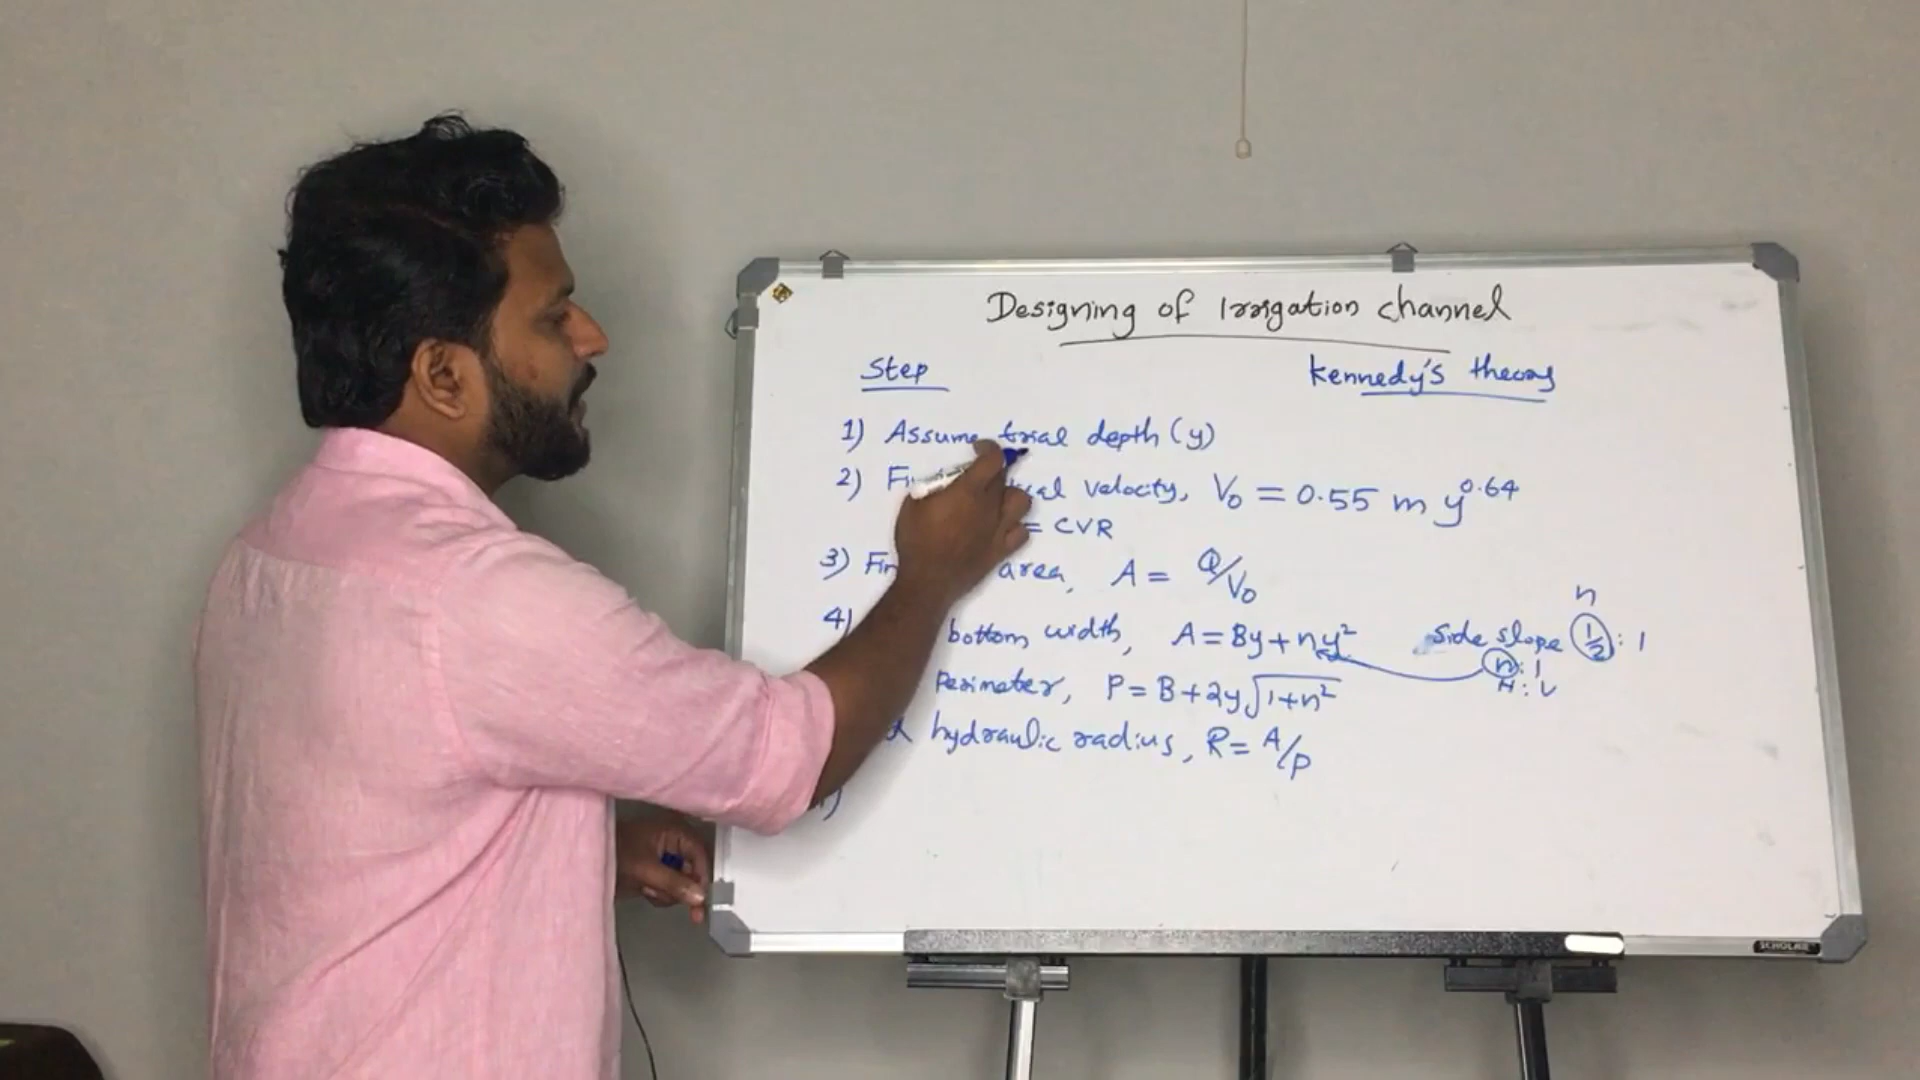 Designing of Irrigation channel
Step
Kennedy's theory
1) Assume trial depth (y)
2) velocity, V₀ = 0.55 m y^0.64
= CVR
3) area, A = Q/V₀
4) bottom width, A = By + ny²
n
Side slope 1/2 : 1
n : 1
H : V
Perimeter, P = B + 2y√1+n²
hydraulic radius, R = A/P